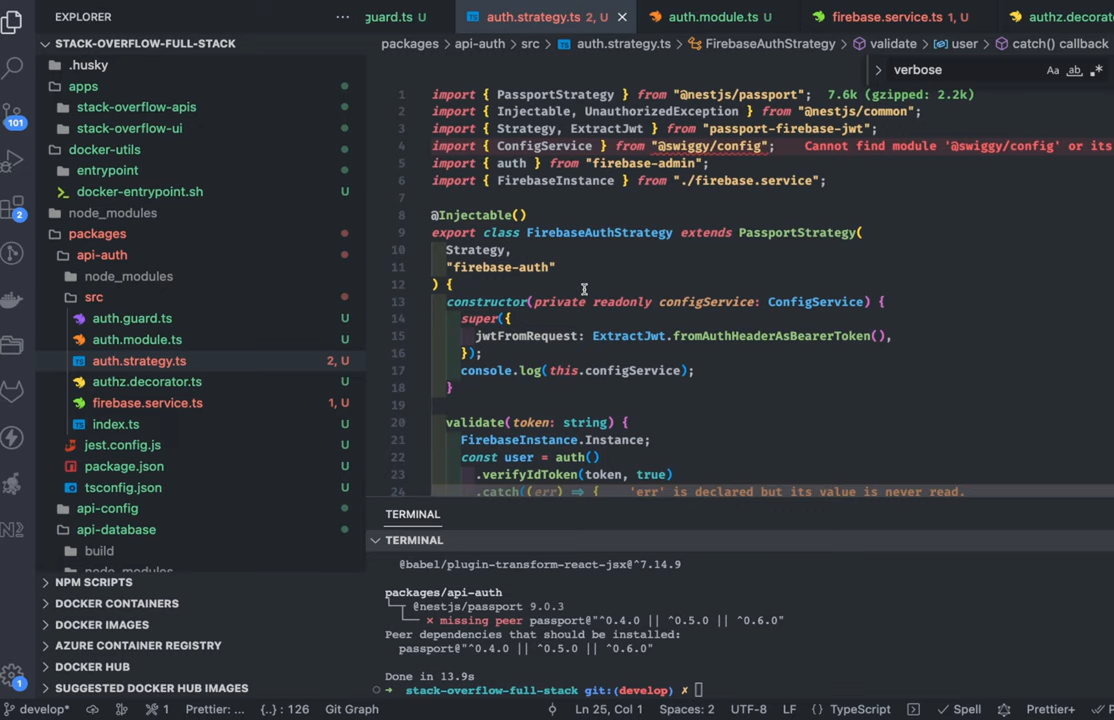 EXPLORER
STACK-OVERFLOW-FULL-STACK
.husky
apps
stack-overflow-apis
stack-overflow-ui
docker-utils
entrypoint
docker-entrypoint.sh U
node_modules
packages
api-auth
node_modules
src
auth.guard.ts U
auth.module.ts U
auth.strategy.ts 2, U
authz.decorator.ts U
firebase.service.ts 1, U
index.ts U
jest.config.js U
package.json U
tsconfig.json U
api-config
api-database
build
node_modules
NPM SCRIPTS
DOCKER CONTAINERS
DOCKER IMAGES
AZURE CONTAINER REGISTRY
DOCKER HUB
SUGGESTED DOCKER HUB IMAGES
101
2
1
guard.ts U
auth.strategy.ts 2, U
auth.module.ts U
firebase.service.ts 1, U
authz.decorato
packages > api-auth > src > auth.strategy.ts > FirebaseAuthStrategy > validate > user > catch() callback
verbose Aa ab .*
1 import { PassportStrategy } from "@nestjs/passport"; 7.6k (gzipped: 2.2k)
2 import { Injectable, UnauthorizedException } from "@nestjs/common";
3 import { Strategy, ExtractJwt } from "passport-firebase-jwt";
4 import { ConfigService } from "@swiggy/config"; Cannot find module '@swiggy/config' or its
5 import { auth } from "firebase-admin";
6 import { FirebaseInstance } from "./firebase.service";
7
8 @Injectable()
9 export class FirebaseAuthStrategy extends PassportStrategy(
10 Strategy,
11 "firebase-auth"
12 ) {
13 constructor(private readonly configService: ConfigService) {
14 super({
15 jwtFromRequest: ExtractJwt.fromAuthHeaderAsBearerToken(),
16 });
17 console.log(this.configService);
18 }
19
20 validate(token: string) {
21 FirebaseInstance.Instance;
22 const user = auth()
23 .verifyIdToken(token, true)
24 .catch((err) => { 'err' is declared but its value is never read.
TERMINAL
TERMINAL
@babel/plugin-transform-react-jsx@^7.14.9
packages/api-auth
└─┬ @nestjs/passport 9.0.3
└── ✕ missing peer passport@"^0.4.0 || ^0.5.0 || ^0.6.0"
Peer dependencies that should be installed:
passport@"^0.4.0 || ^0.5.0 || ^0.6.0"
Done in 13.9s
➜ stack-overflow-full-stack git:(develop) ✗
develop* 1 Prettier: ... {..} : 126 Git Graph Ln 25, Col 1 Spaces: 2 UTF-8 LF {} TypeScript Spell Prettier+